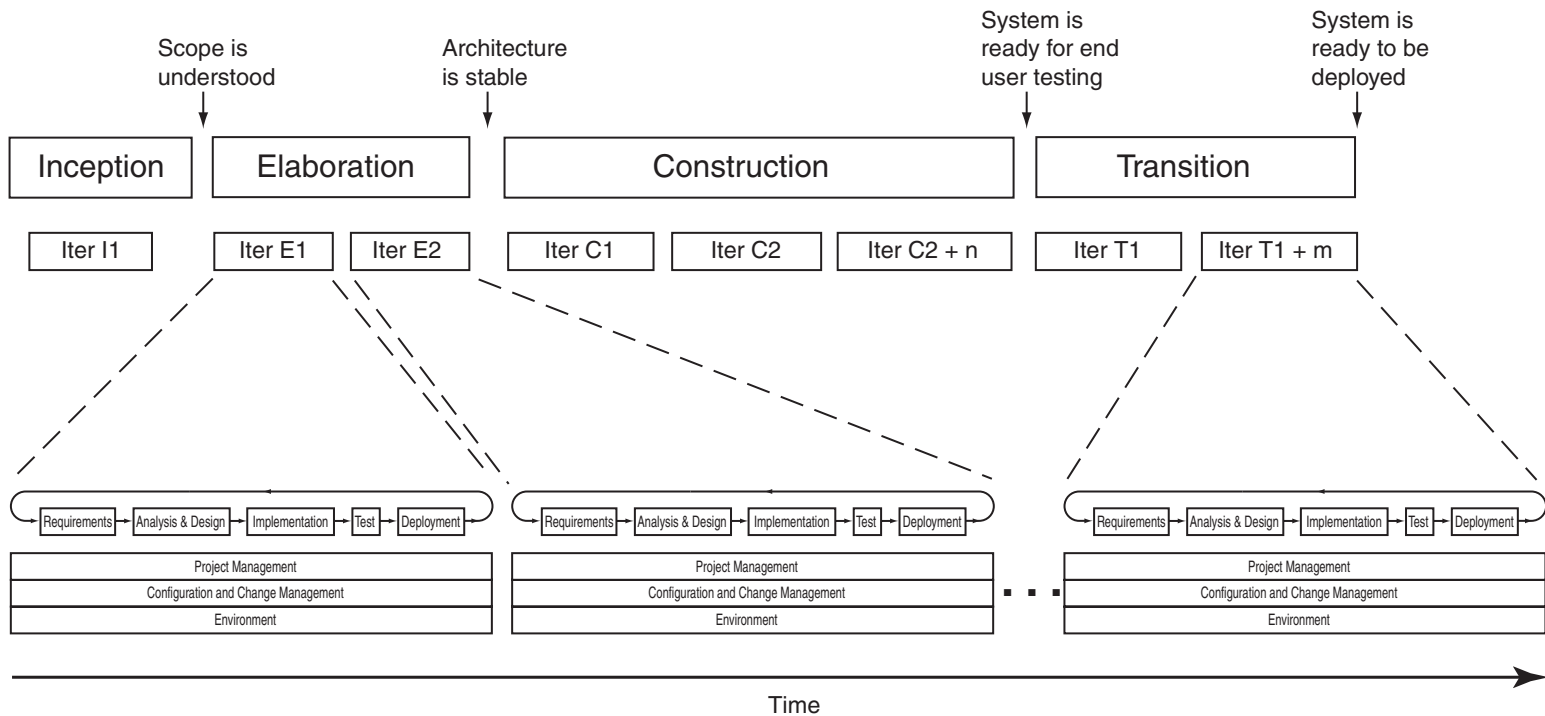 Scope is
understood
Architecture
is stable
System is
ready for end
user testing
System is
ready to be
deployed
Inception
Elaboration
Construction
Transition
Iter I1
Iter E1
Iter E2
Iter C1
Iter C2
Iter C2 + n
Iter T1
Iter T1 + m
Requirements
Analysis & Design
Implementation
Test
Deployment
Project Management
Configuration and Change Management
Environment
Requirements
Analysis & Design
Implementation
Test
Deployment
Project Management
Configuration and Change Management
Environment
Requirements
Analysis & Design
Implementation
Test
Deployment
Project Management
Configuration and Change Management
Environment
Time